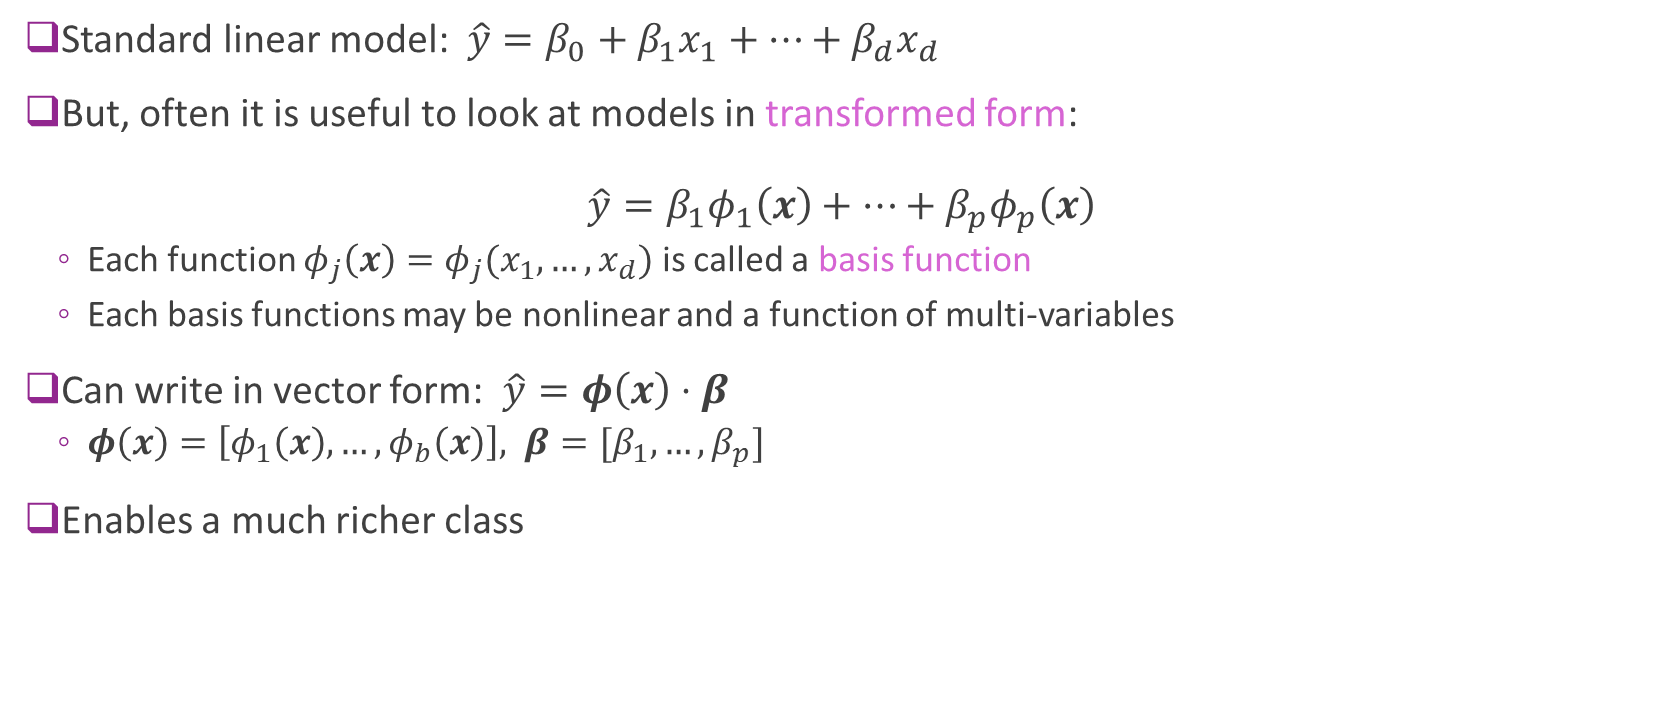 ❑Standard linear model: ŷ = β₀ + β₁x₁ + ⋯ + β_d x_d
❑But, often it is useful to look at models in transformed form:
ŷ = β₁ϕ₁(𝒙) + ⋯ + β_pϕ_p(𝒙)
◦ Each function ϕ_j(𝒙) = ϕ_j(x₁, … , x_d) is called a basis function
◦ Each basis functions may be nonlinear and a function of multi-variables
❑Can write in vector form: ŷ = 𝝓(𝒙) · 𝜷
◦ 𝝓(𝒙) = [ϕ₁(𝒙), … , ϕ_b(𝒙)], 𝜷 = [β₁, … , β_p]
❑Enables a much richer class